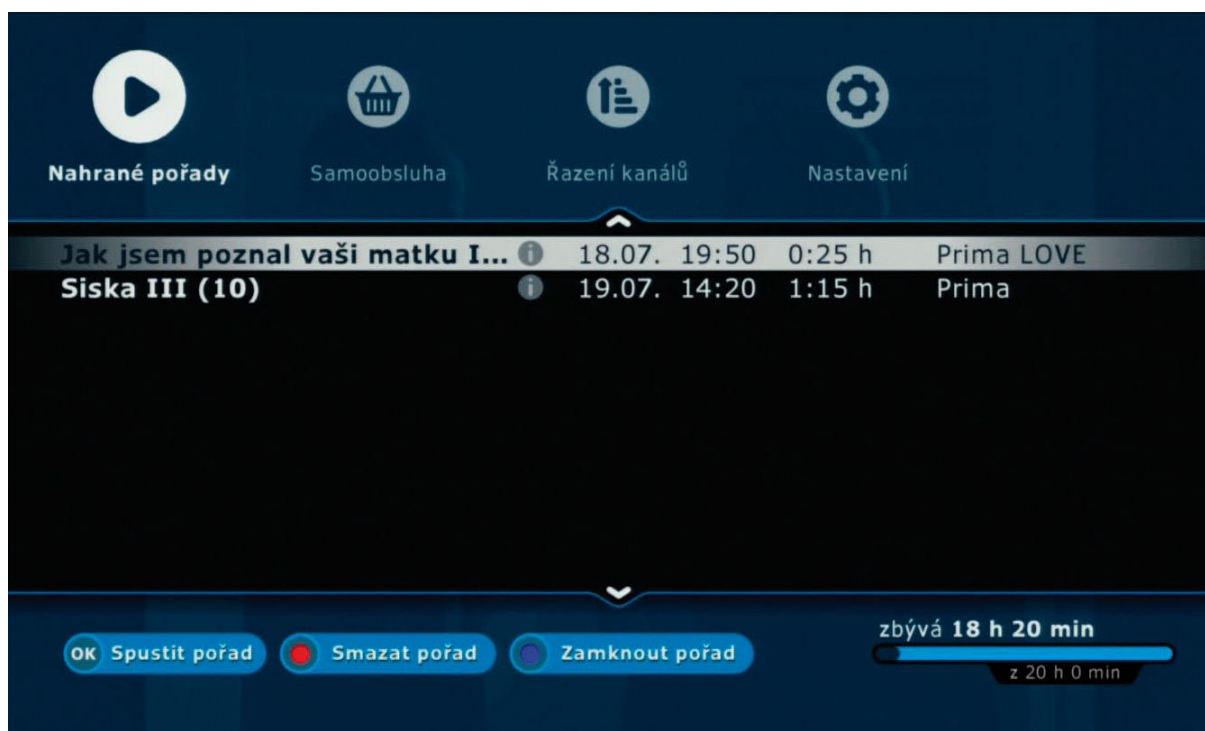 Nahrané pořady
Samoobsluha
Řazení kanálů
Nastavení
Jak jsem poznal vaši matku I... i 18.07. 19:50 0:25 h Prima LOVE
Siska III (10) i 19.07. 14:20 1:15 h Prima
OK Spustit pořad
Smazat pořad
Zamknout pořad
zbývá 18 h 20 min
z 20 h 0 min